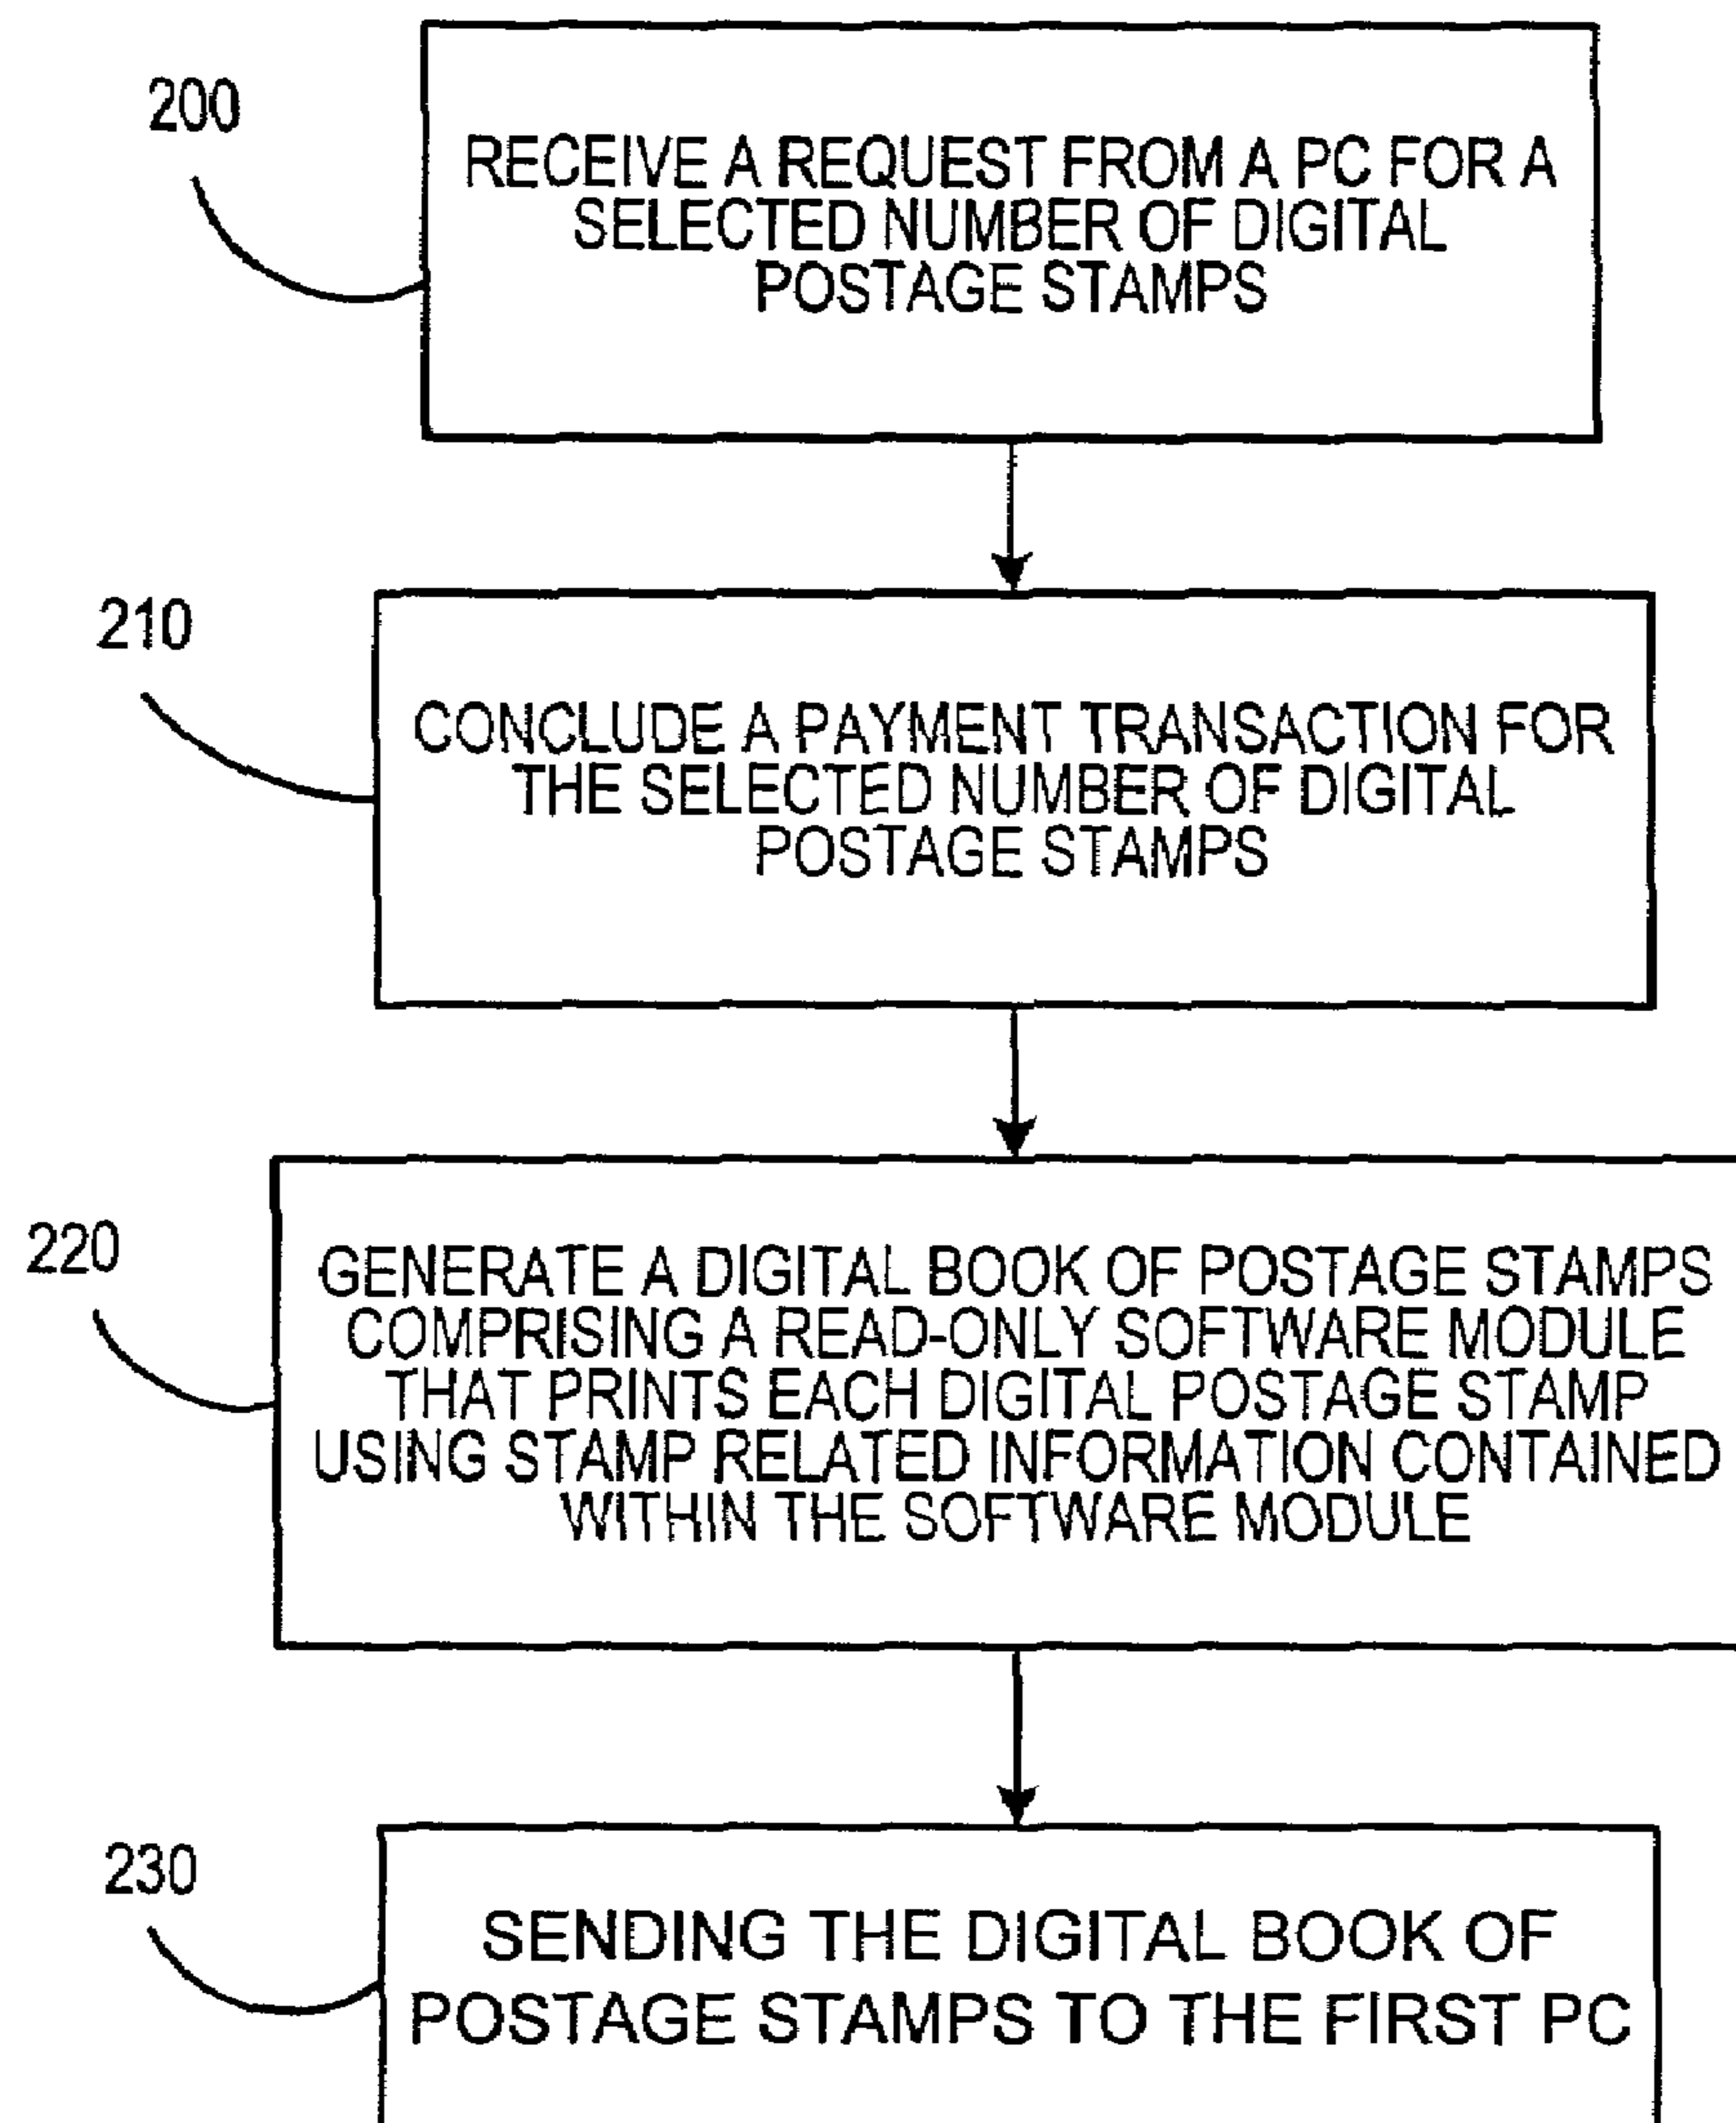 200
RECEIVE A REQUEST FROM A PC FOR A
SELECTED NUMBER OF DIGITAL
POSTAGE STAMPS
210
CONCLUDE A PAYMENT TRANSACTION FOR
THE SELECTED NUMBER OF DIGITAL
POSTAGE STAMPS
220
GENERATE A DIGITAL BOOK OF POSTAGE STAMPS
COMPRISING A READ-ONLY SOFTWARE MODULE
THAT PRINTS EACH DIGITAL POSTAGE STAMP
USING STAMP RELATED INFORMATION CONTAINED
WITHIN THE SOFTWARE MODULE
230
SENDING THE DIGITAL BOOK OF
POSTAGE STAMPS TO THE FIRST PC